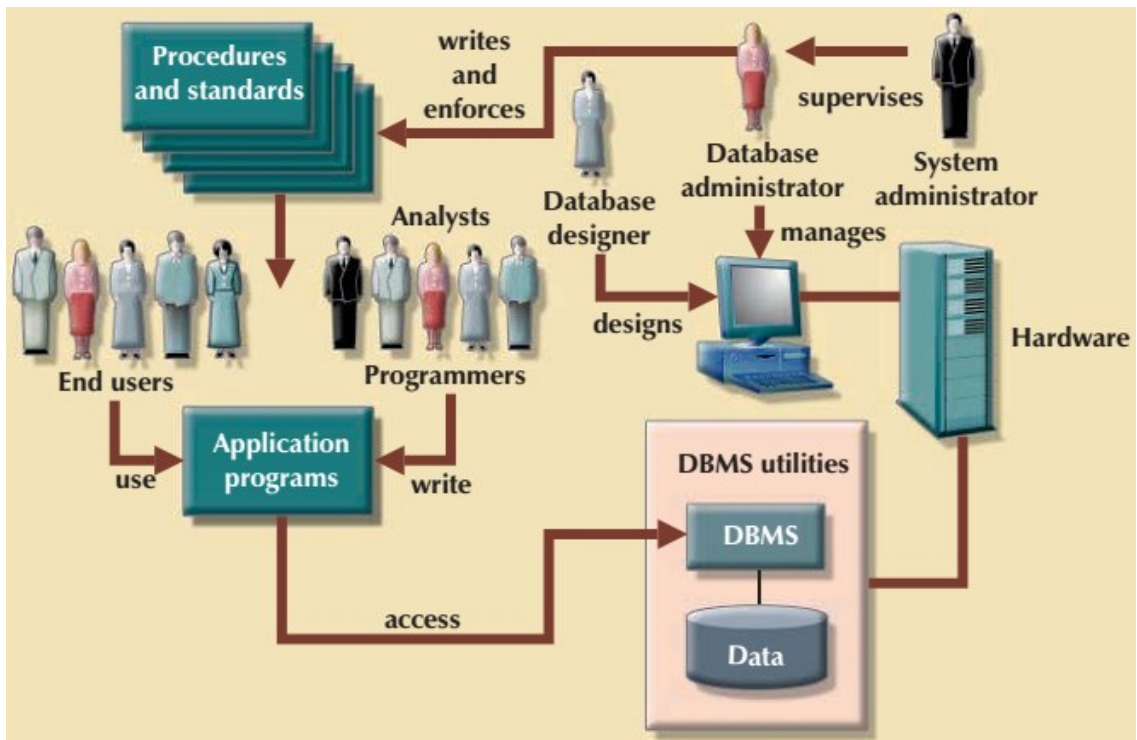 Procedures
and standards
writes
and
enforces
supervises
Database
administrator
System
administrator
Database
designer
manages
Analysts
designs
Hardware
End users
Programmers
Application
programs
use
write
DBMS utilities
DBMS
access
Data